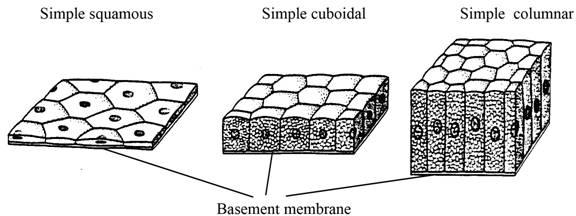 Simple squamous
Simple cuboidal
Simple columnar
Basement membrane